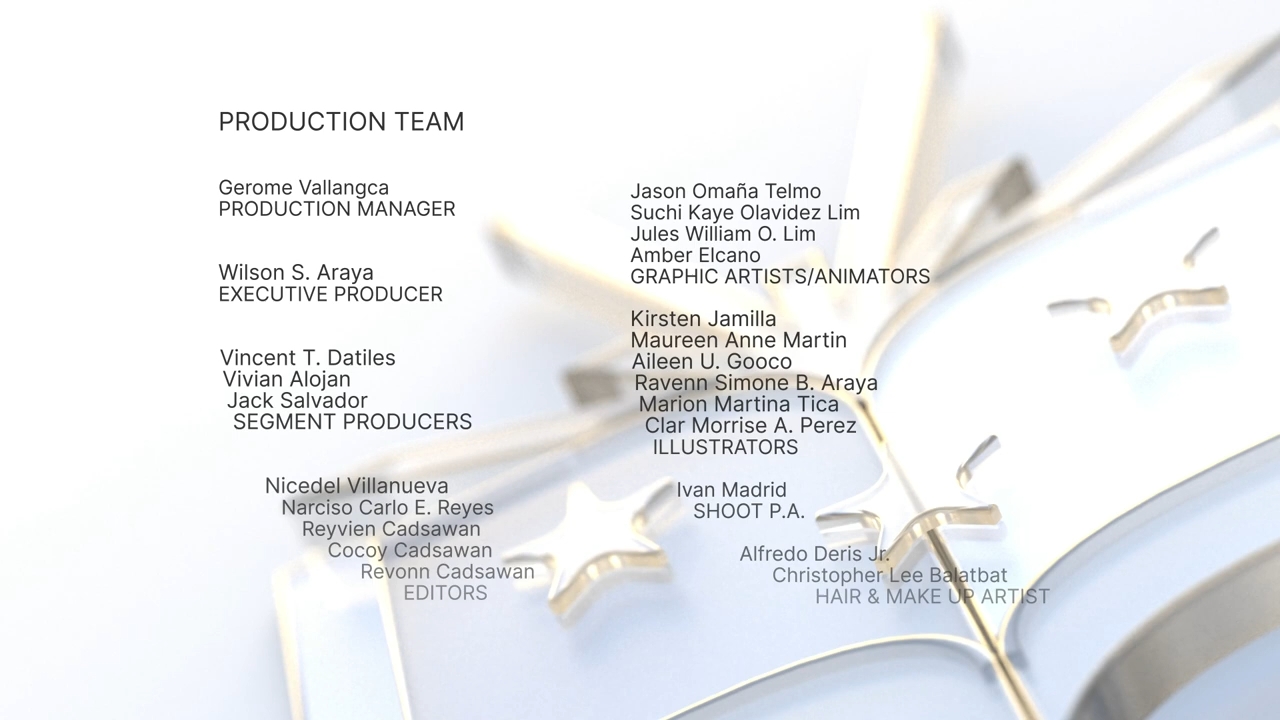 PRODUCTION TEAM
Gerome Vallangca
PRODUCTION MANAGER
Wilson S. Araya
EXECUTIVE PRODUCER
Vincent T. Datiles
Vivian Alojan
Jack Salvador
SEGMENT PRODUCERS
Nicedel Villanueva
Narciso Carlo E. Reyes
Reyvien Cadsawan
Cocoy Cadsawan
Revonn Cadsawan
EDITORS
Jason Omaña Telmo
Suchi Kaye Olavidez Lim
Jules William O. Lim
Amber Elcano
GRAPHIC ARTISTS/ANIMATORS
Kirsten Jamilla
Maureen Anne Martin
Aileen U. Gooco
Ravenn Simone B. Araya
Marion Martina Tica
Clar Morrise A. Perez
ILLUSTRATORS
Ivan Madrid
SHOOT P.A.
Alfredo Deris Jr.
Christopher Lee Balatbat
HAIR & MAKE UP ARTIST